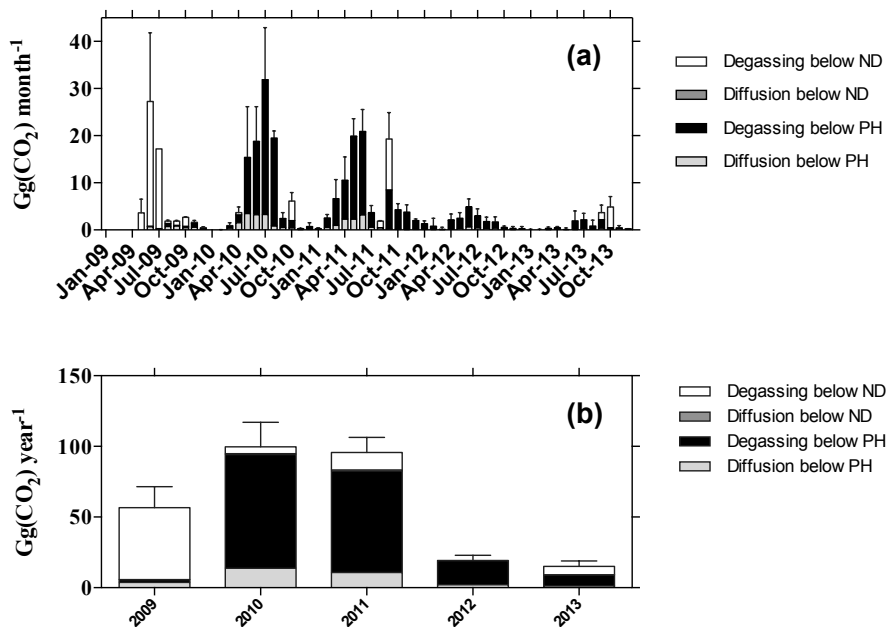 (a)
Gg(CO₂) month⁻¹
40
30
20
10
0
Jan-09
Apr-09
Jul-09
Oct-09
Jan-10
Apr-10
Jul-10
Oct-10
Jan-11
Apr-11
Jul-11
Oct-11
Jan-12
Apr-12
Jul-12
Oct-12
Jan-13
Apr-13
Jul-13
Oct-13
Degassing below ND
Diffusion below ND
Degassing below PH
Diffusion below PH
(b)
Gg(CO₂) year⁻¹
150
100
50
0
2009
2010
2011
2012
2013
Degassing below ND
Diffusion below ND
Degassing below PH
Diffusion below PH